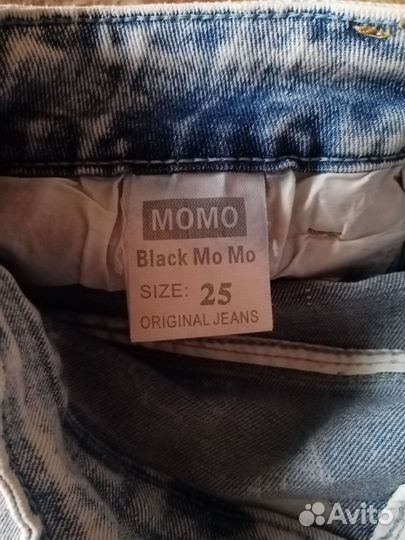 MOMO
Black Mo Mo
SIZE: 25
ORIGINAL JEANS
Avito